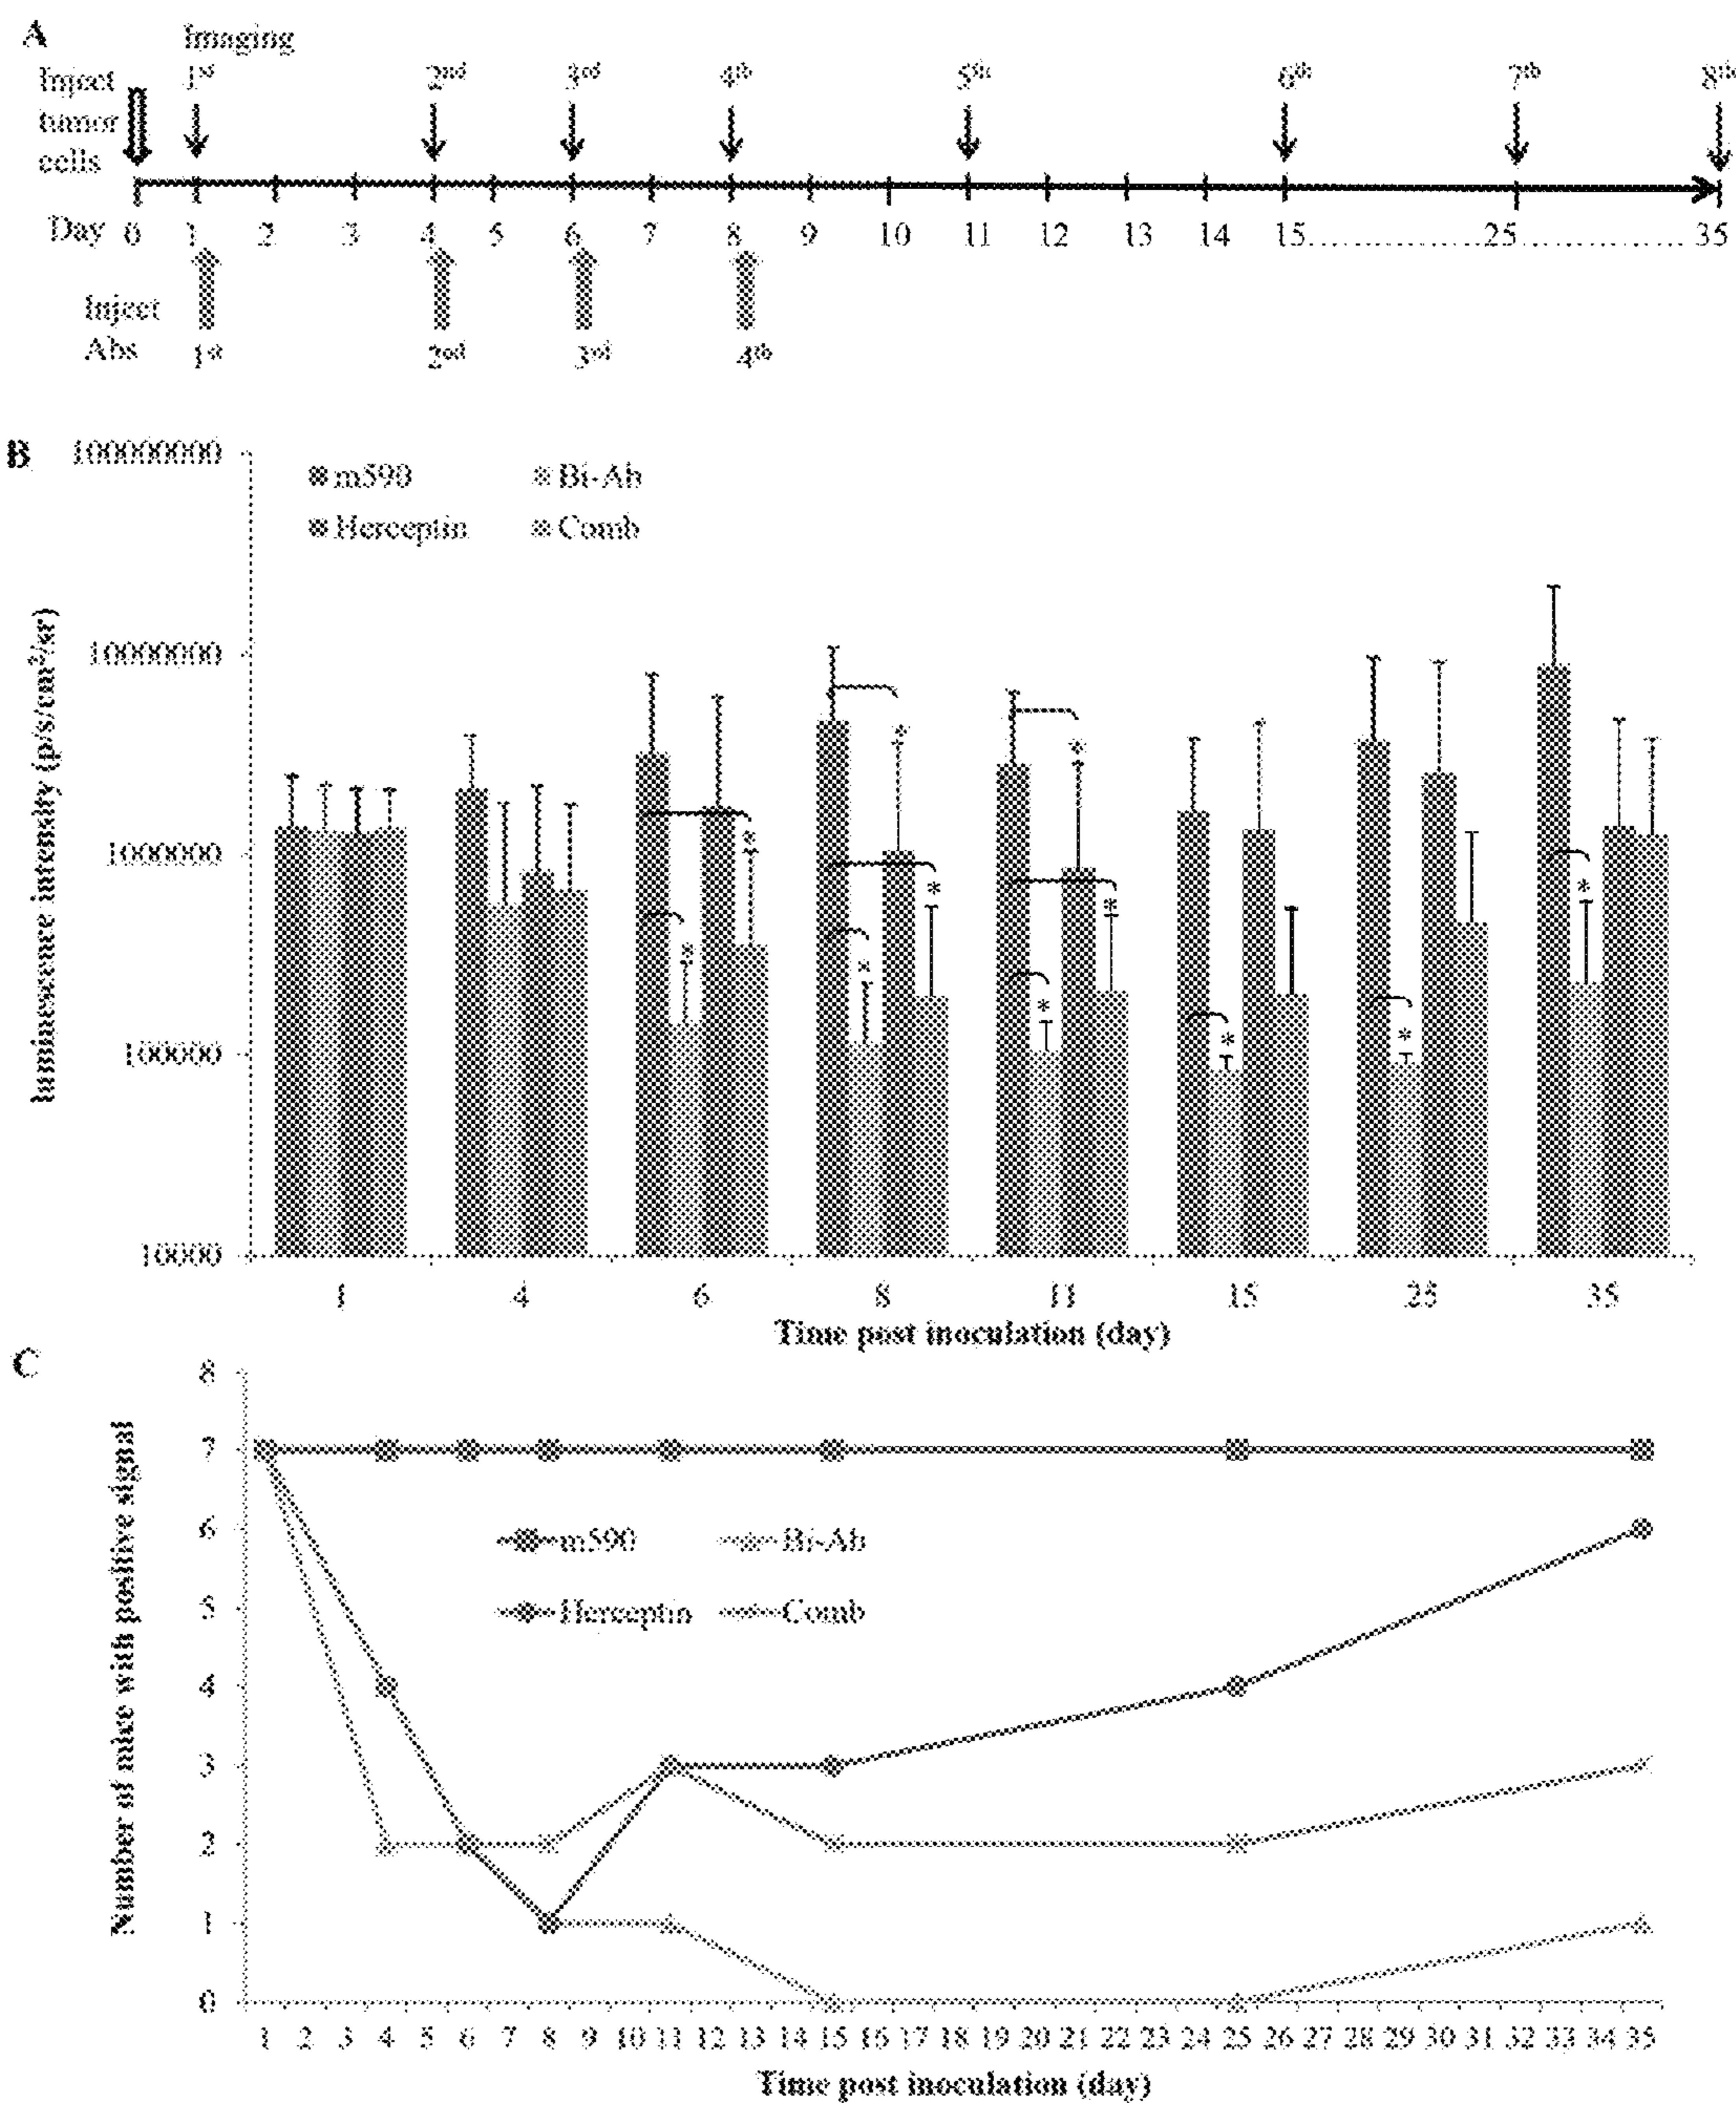 A
Imaging
Inject tumor cells
1st 2nd 3rd 4th 5th 6th 7th 8th
Day 0 1 2 3 4 5 6 7 8 9 10 11 12 13 14 15 25 35
Inject Abs
1st 2nd 3rd 4th
B
luminescence intensity (p/s/cm²/sr)
100000000
10000000
1000000
100000
10000
m590 Bi-Ab
Herceptin Comb
* * * * * * * * * * *
1 4 6 8 11 15 25 35
Time post inoculation (day)
C
Number of mice with positive signal
8
7
6
5
4
3
2
1
0
m590 Bi-Ab
Herceptin Comb
1 2 3 4 5 6 7 8 9 10 11 12 13 14 15 16 17 18 19 20 21 22 23 24 25 26 27 28 29 30 31 32 33 34 35
Time post inoculation (day)